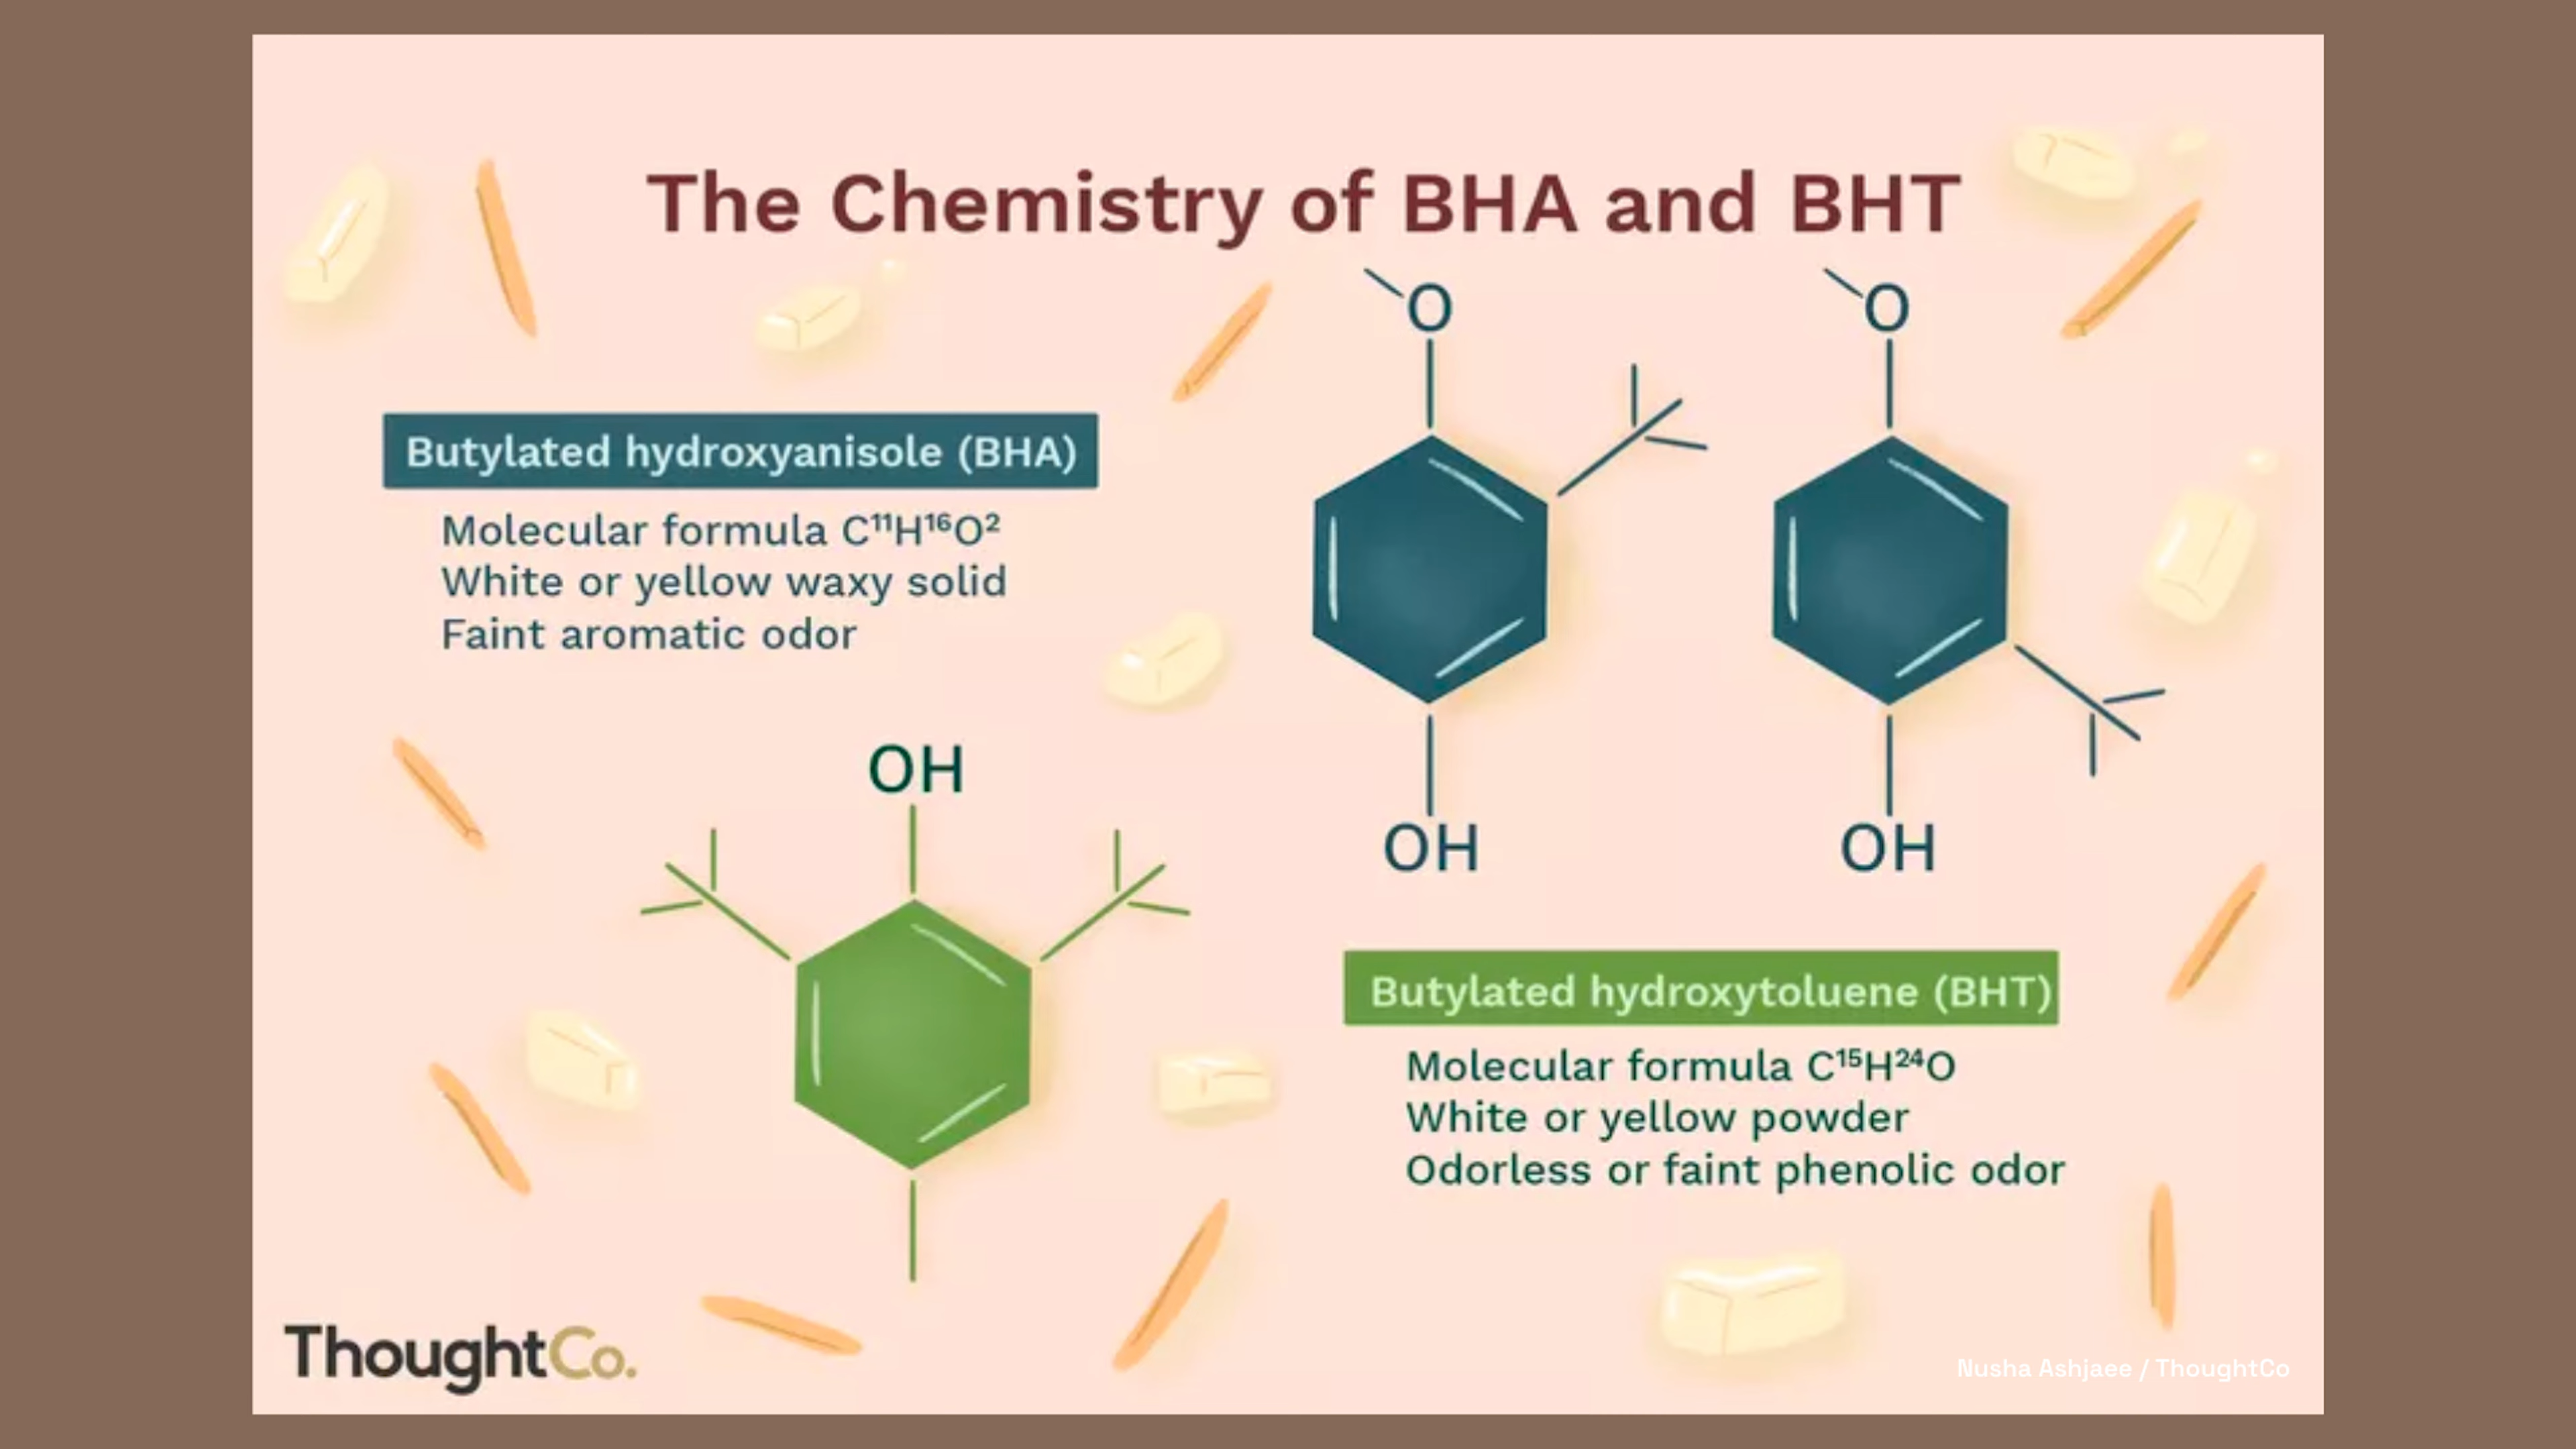 The Chemistry of BHA and BHT
Butylated hydroxyanisole (BHA)
Molecular formula C¹¹H¹⁶O²
White or yellow waxy solid
Faint aromatic odor
O
OH
O
OH
OH
Butylated hydroxytoluene (BHT)
Molecular formula C¹⁵H²⁴O
White or yellow powder
Odorless or faint phenolic odor
ThoughtCo.
Nusha Ashjaee / ThoughtCo